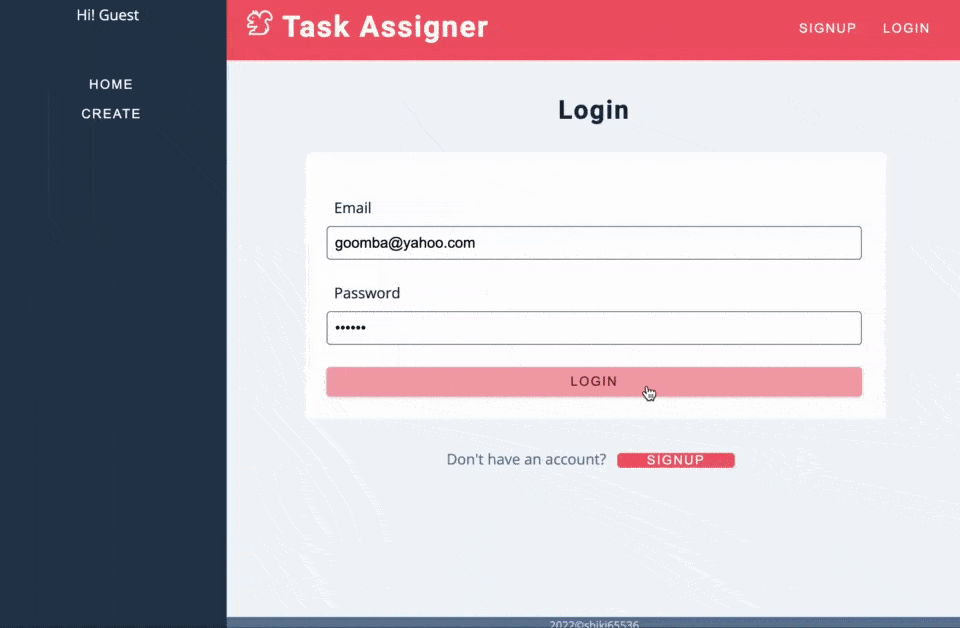 Hi! Guest
HOME
CREATE
Task Assigner
SIGNUP
LOGIN
Login
Email
goomba@yahoo.com
Password
••••••
LOGIN
Don't have an account? SIGNUP
2022©shiki65536